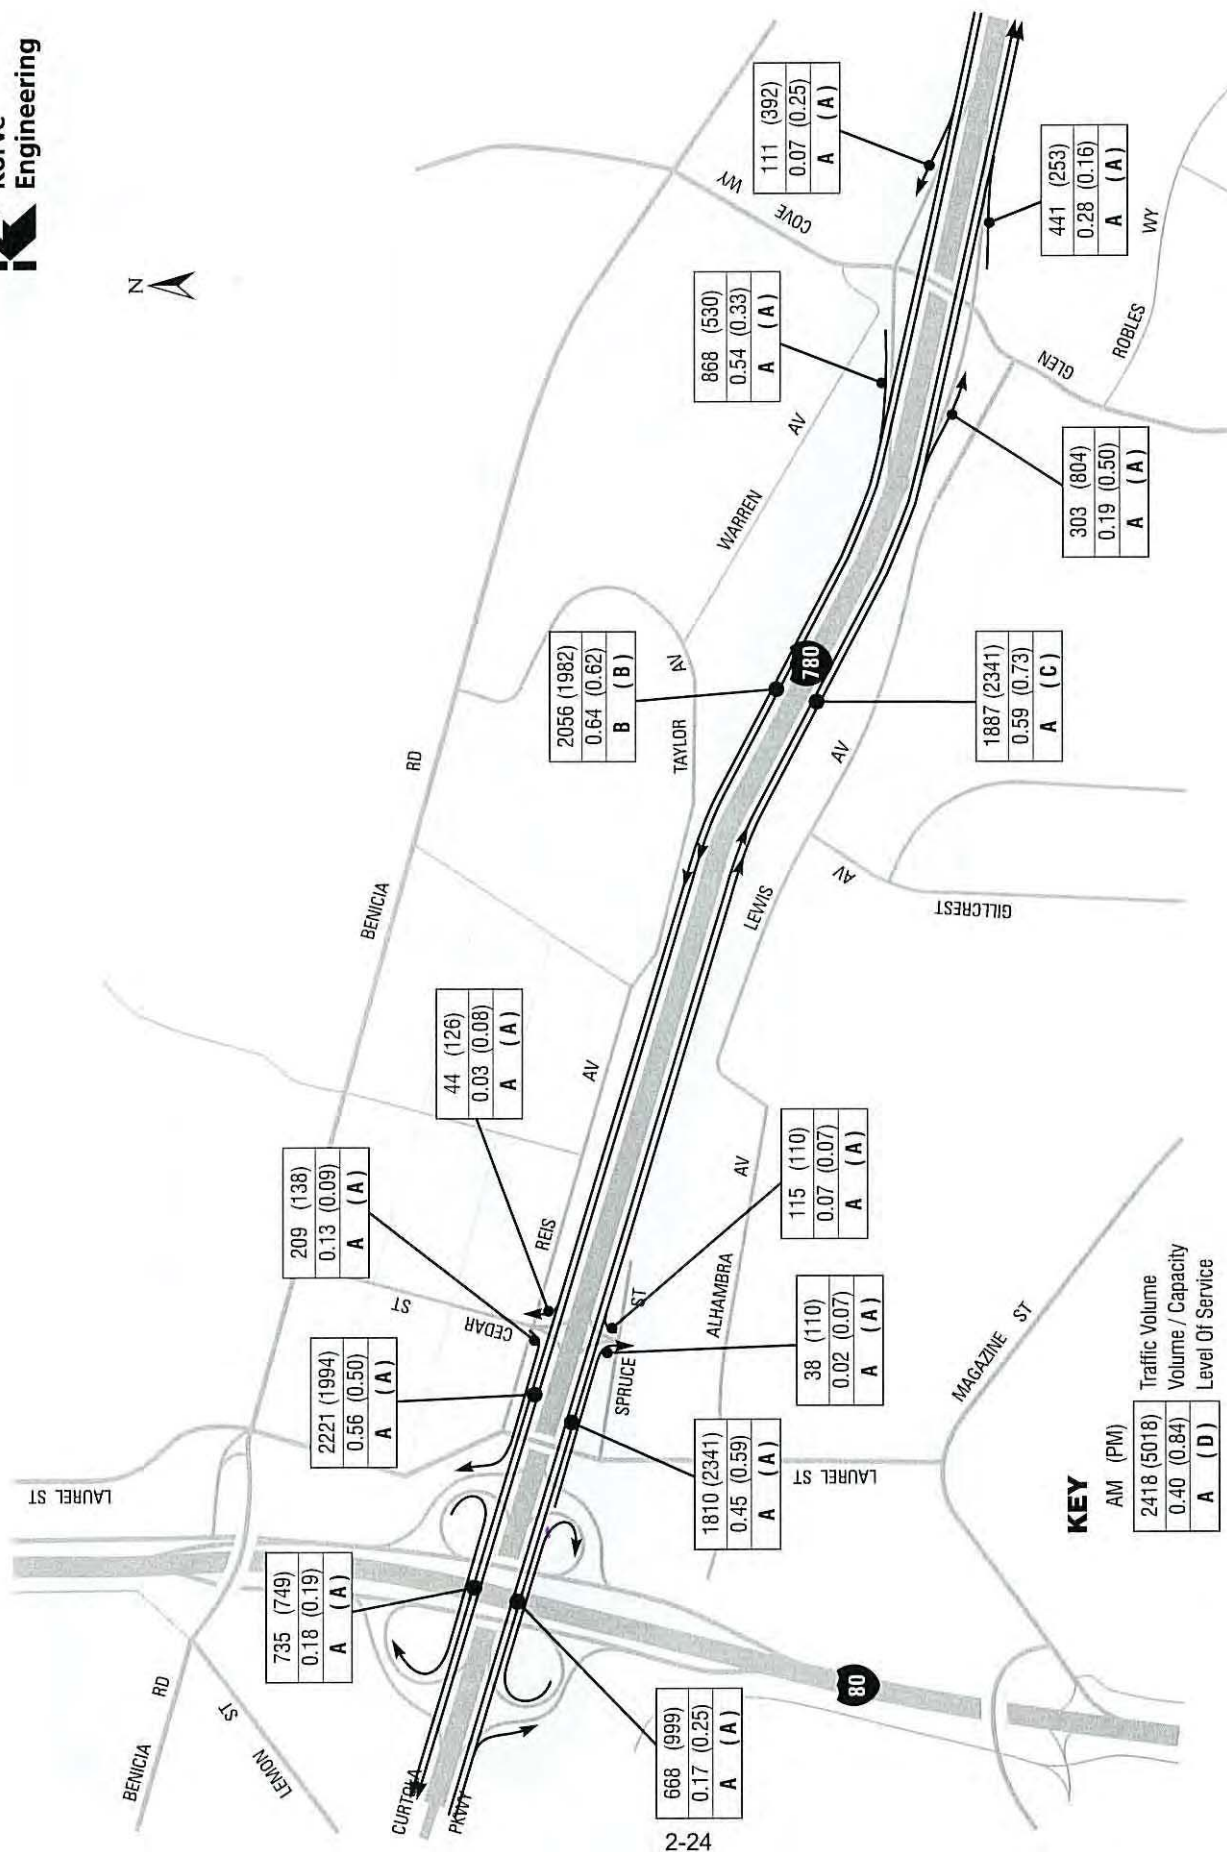 Engineering
N
111 (392)
0.07 (0.25)
A (A)
441 (253)
0.28 (0.16)
A (A)
868 (530)
0.54 (0.33)
A (A)
303 (804)
0.19 (0.50)
A (A)
2056 (1982)
0.64 (0.62)
B (B)
1887 (2341)
0.59 (0.73)
A (C)
44 (126)
0.03 (0.08)
A (A)
209 (138)
0.13 (0.09)
A (A)
115 (110)
0.07 (0.07)
A (A)
38 (110)
0.02 (0.07)
A (A)
2221 (1994)
0.56 (0.50)
A (A)
1810 (2341)
0.45 (0.59)
A (A)
735 (749)
0.18 (0.19)
A (A)
668 (999)
0.17 (0.25)
A (A)
COVE WY
GLEN
ROBLES WY
WARREN AV
TAYLOR AV
780
BENICIA RD
LEWIS AV
GILLCREST AV
REIS AV
CEDAR ST
SPRUCE ST
ALHAMBRA AV
MAGAZINE ST
LAUREL ST
LAUREL ST
BENICIA RD
LEMON ST
CURTOLA PKWY
80
KEY
AM (PM)
2418 (5018) Traffic Volume
0.40 (0.84) Volume / Capacity
A (D) Level Of Service
2-24